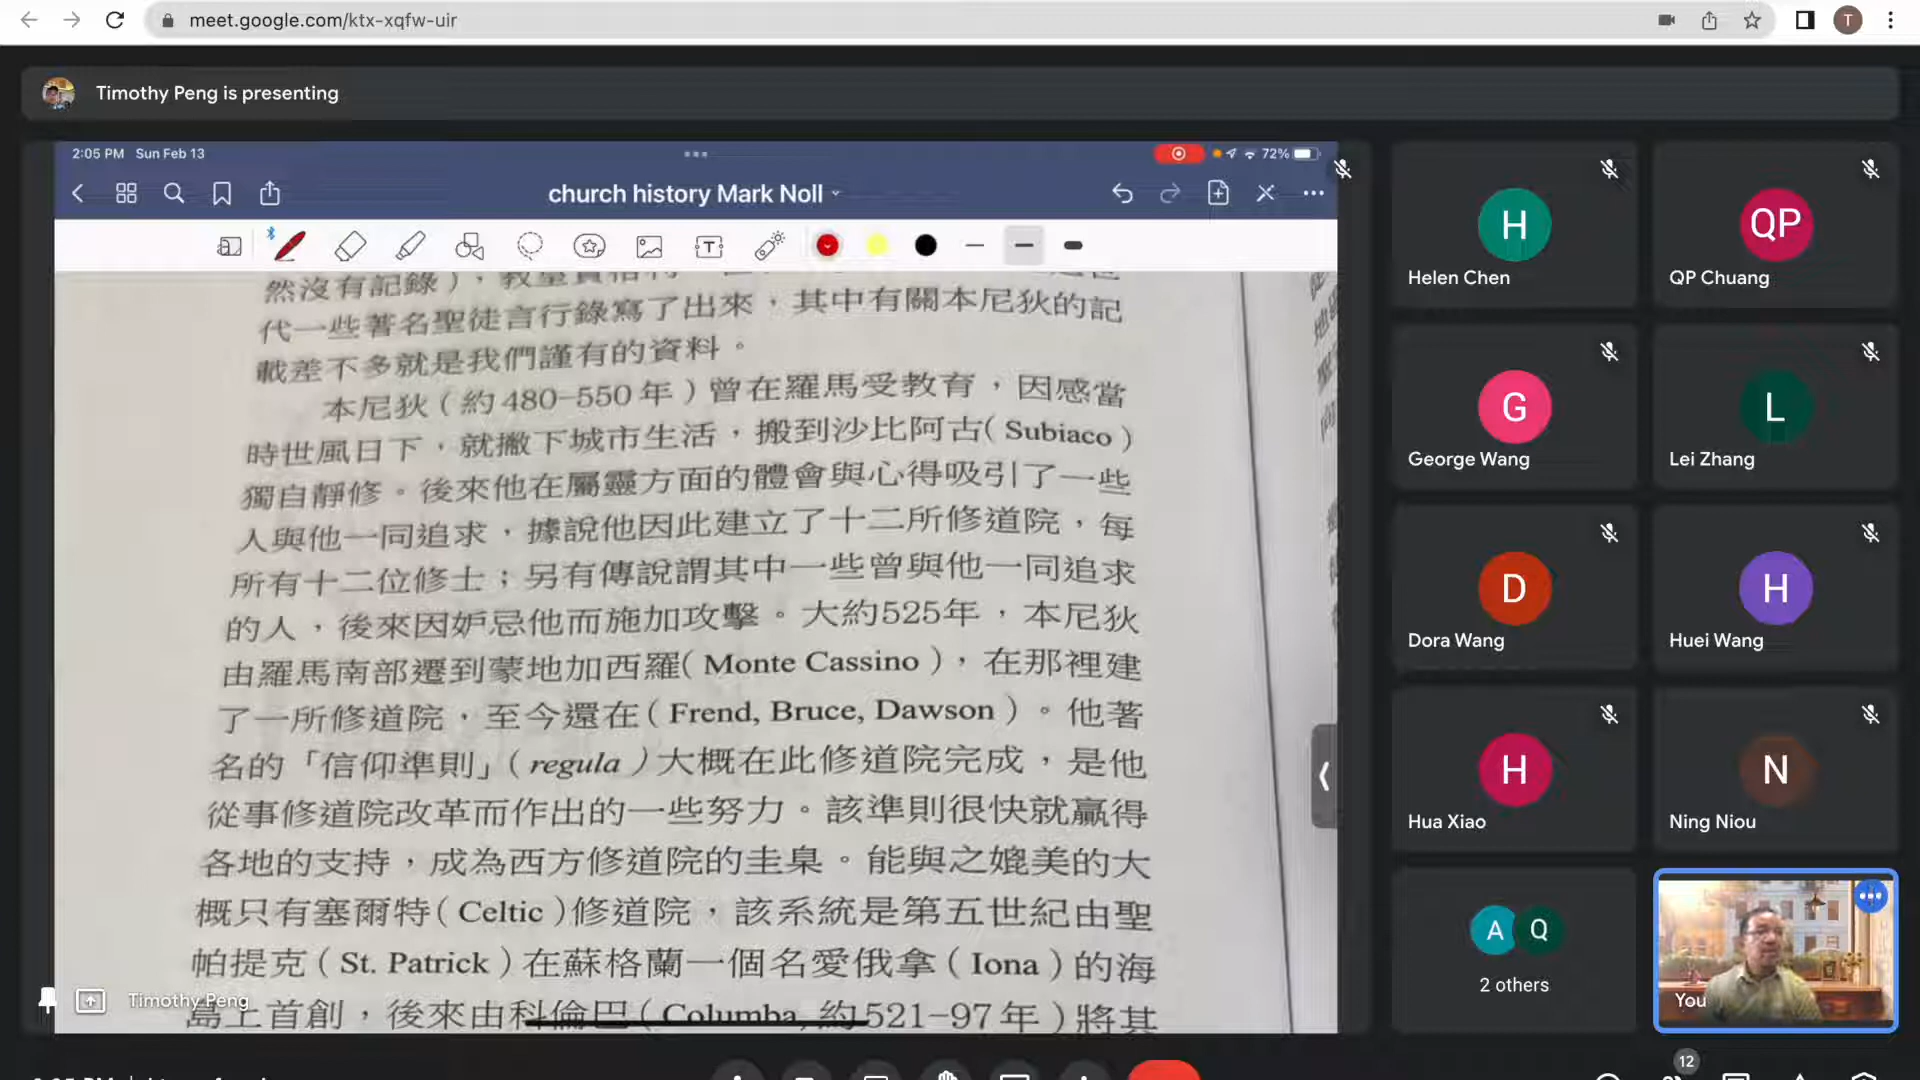 meet.google.com/ktx-xqfw-uir
T
Timothy Peng is presenting
2:05 PM Sun Feb 13
72%
church history Mark Noll
然沒有記錄),教皇貴格利
代一些著名聖徒言行錄寫了出來,其中有關本尼狄的記
載差不多就是我們謹有的資料。
本尼狄(約480-550年)曾在羅馬受教育,因感當
時世風日下,就撇下城市生活,搬到沙比阿古(Subiaco)
獨自靜修。後來他在屬靈方面的體會與心得吸引了一些
人與他一同追求,據說他因此建立了十二所修道院,每
所有十二位修士;另有傳說謂其中一些曾與他一同追求
的人,後來因妒忌他而施加攻擊。大約525年,本尼狄
由羅馬南部遷到蒙地加西羅(Monte Cassino),在那裡建
了一所修道院,至今還在(Frend, Bruce, Dawson)。他著
名的「信仰準則」(regula)大概在此修道院完成,是他
從事修道院改革而作出的一些努力。該準則很快就贏得
各地的支持,成為西方修道院的圭臬。能與之媲美的大
概只有塞爾特(Celtic)修道院,該系統是第五世紀由聖
帕提克(St. Patrick)在蘇格蘭一個名愛俄拿(Iona)的海
島上首創,後來由科倫巴(Columba, 約521-97年)將其
Timothy Peng
H
Helen Chen
QP
QP Chuang
G
George Wang
L
Lei Zhang
D
Dora Wang
H
Huei Wang
H
Hua Xiao
N
Ning Niou
A Q
2 others
You
12